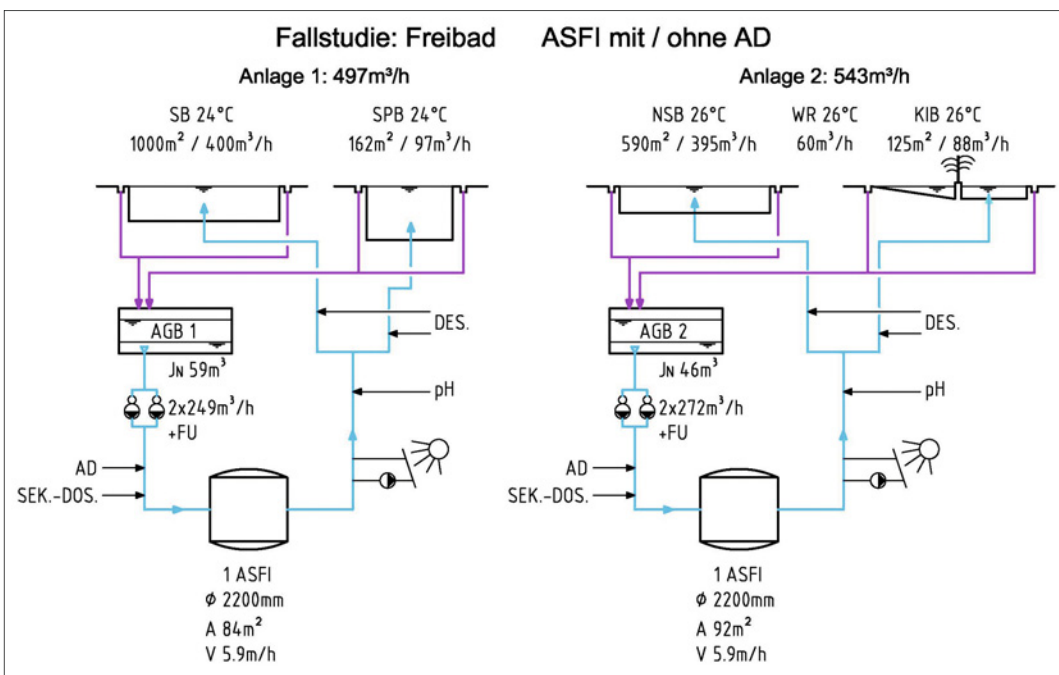 Fallstudie: Freibad ASFI mit / ohne AD
Anlage 1: 497m³/h
SB 24°C
1000m² / 400m³/h
SPB 24°C
162m² / 97m³/h
AGB 1
JN 59m³
2x249m³/h
+FU
DES.
pH
AD
SEK.-DOS.
1 ASFI
ϕ 2200mm
A 84m²
V 5.9m/h
Anlage 2: 543m³/h
NSB 26°C
590m² / 395m³/h
WR 26°C
60m³/h
KIB 26°C
125m² / 88m³/h
AGB 2
JN 46m³
2x272m³/h
+FU
DES.
pH
AD
SEK.-DOS.
1 ASFI
ϕ 2200mm
A 92m²
V 5.9m/h